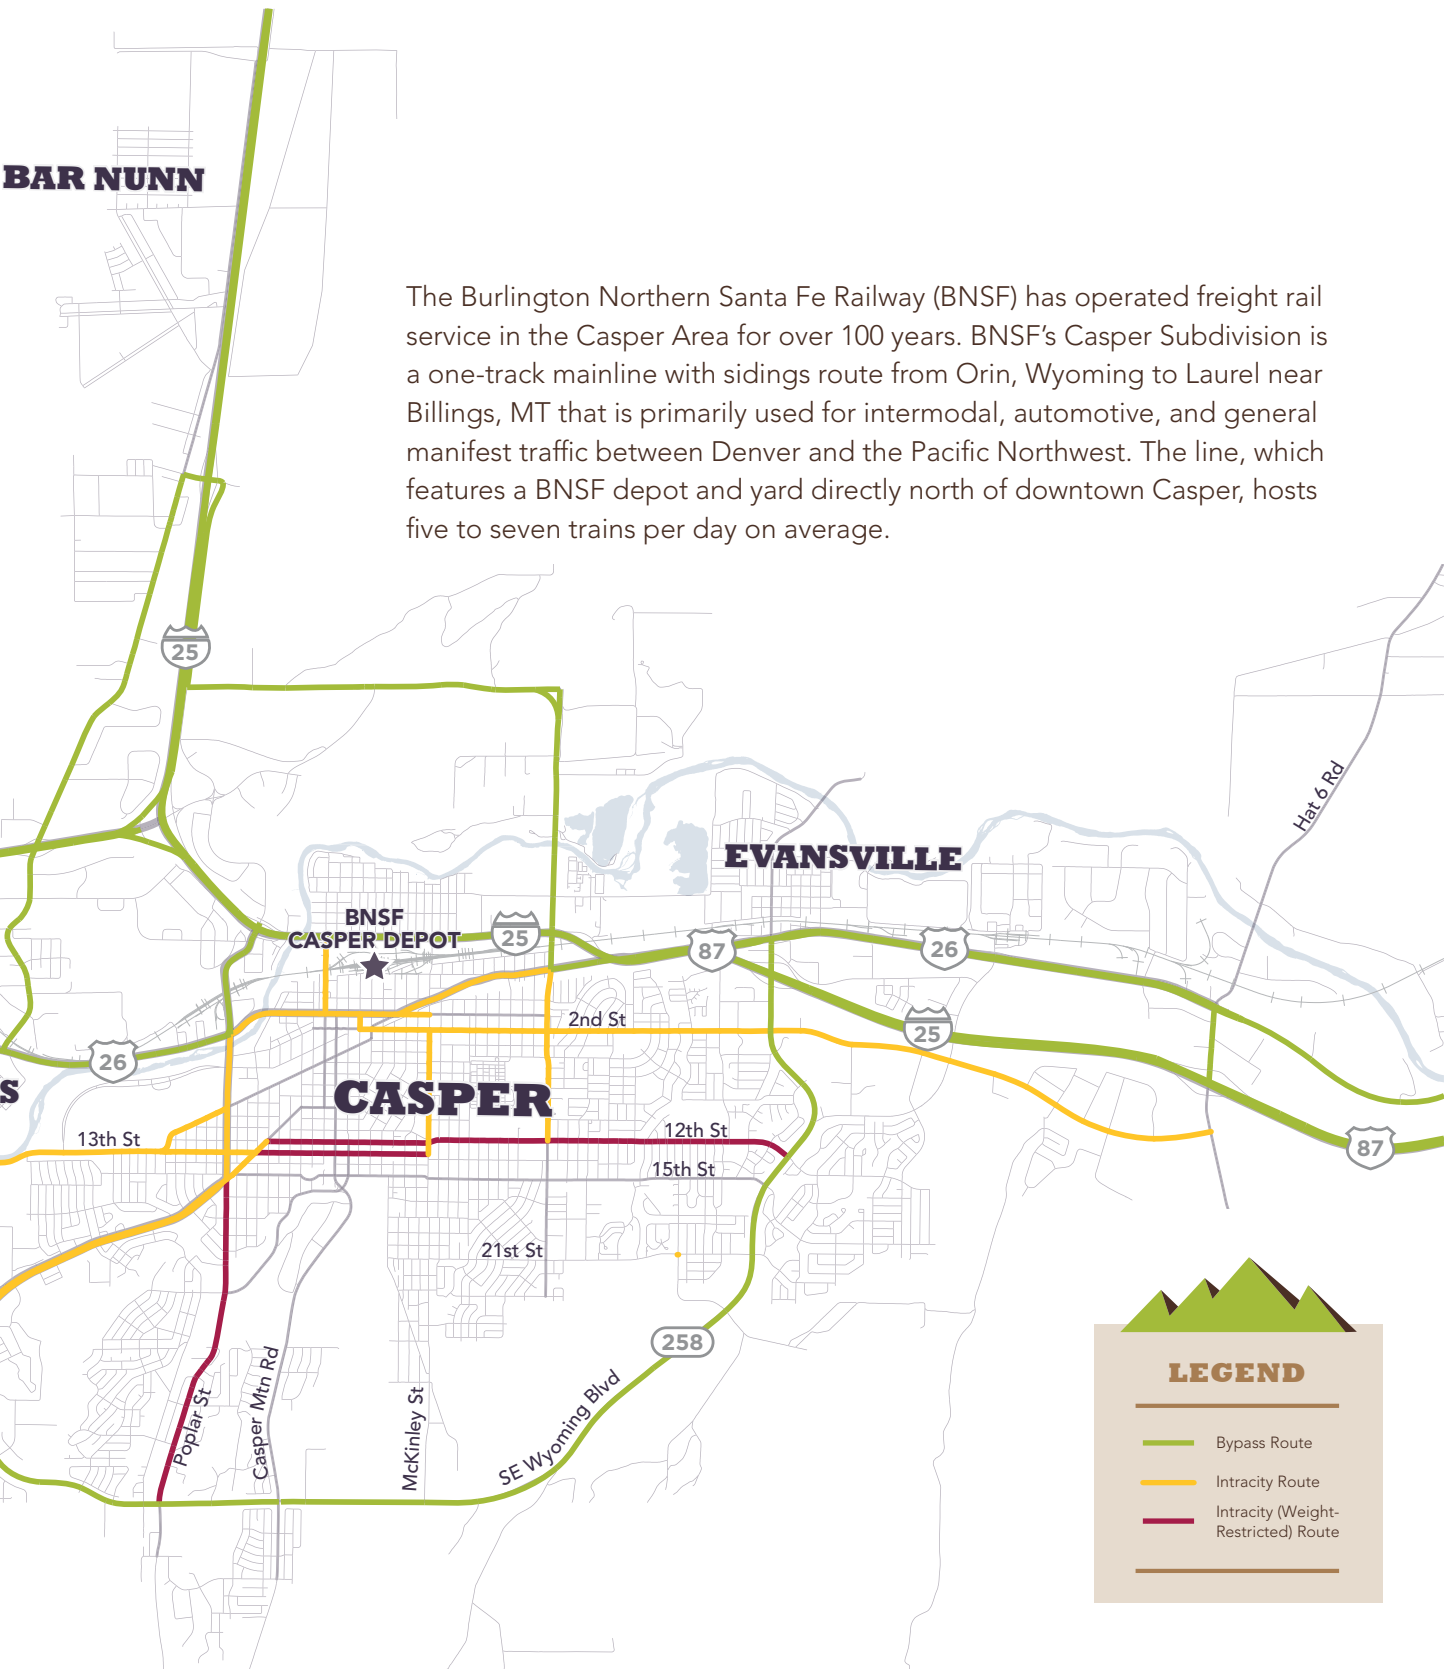 BAR NUNN
The Burlington Northern Santa Fe Railway (BNSF) has operated freight rail
service in the Casper Area for over 100 years. BNSF’s Casper Subdivision is
a one-track mainline with sidings route from Orin, Wyoming to Laurel near
Billings, MT that is primarily used for intermodal, automotive, and general
manifest traffic between Denver and the Pacific Northwest. The line, which
features a BNSF depot and yard directly north of downtown Casper, hosts
five to seven trains per day on average.
25
Hat 6 Rd
EVANSVILLE
BNSF
CASPER DEPOT
25
87
26
2nd St
25
26
S
CASPER
13th St
12th St
87
15th St
21st St
258
Poplar St
Casper Mtn Rd
McKinley St
SE Wyoming Blvd
LEGEND
Bypass Route
Intracity Route
Intracity (Weight-
Restricted) Route